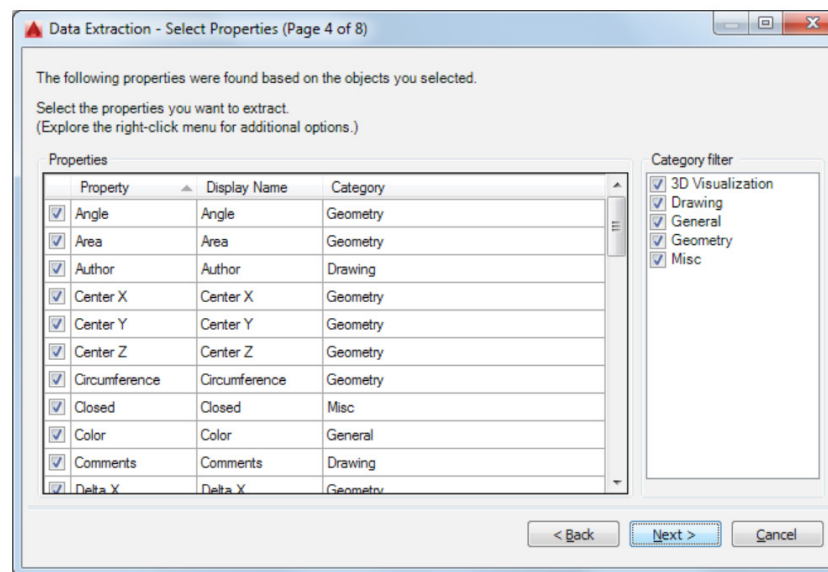 Data Extraction - Select Properties (Page 4 of 8)
The following properties were found based on the objects you selected.
Select the properties you want to extract.
(Explore the right-click menu for additional options.)
Properties
Property Display Name Category
Angle Angle Geometry
Area Area Geometry
Author Author Drawing
Center X Center X Geometry
Center Y Center Y Geometry
Center Z Center Z Geometry
Circumference Circumference Geometry
Closed Closed Misc
Color Color General
Comments Comments Drawing
Delta X Delta X Geometry
Category filter
3D Visualization
Drawing
General
Geometry
Misc
< Back Next > Cancel